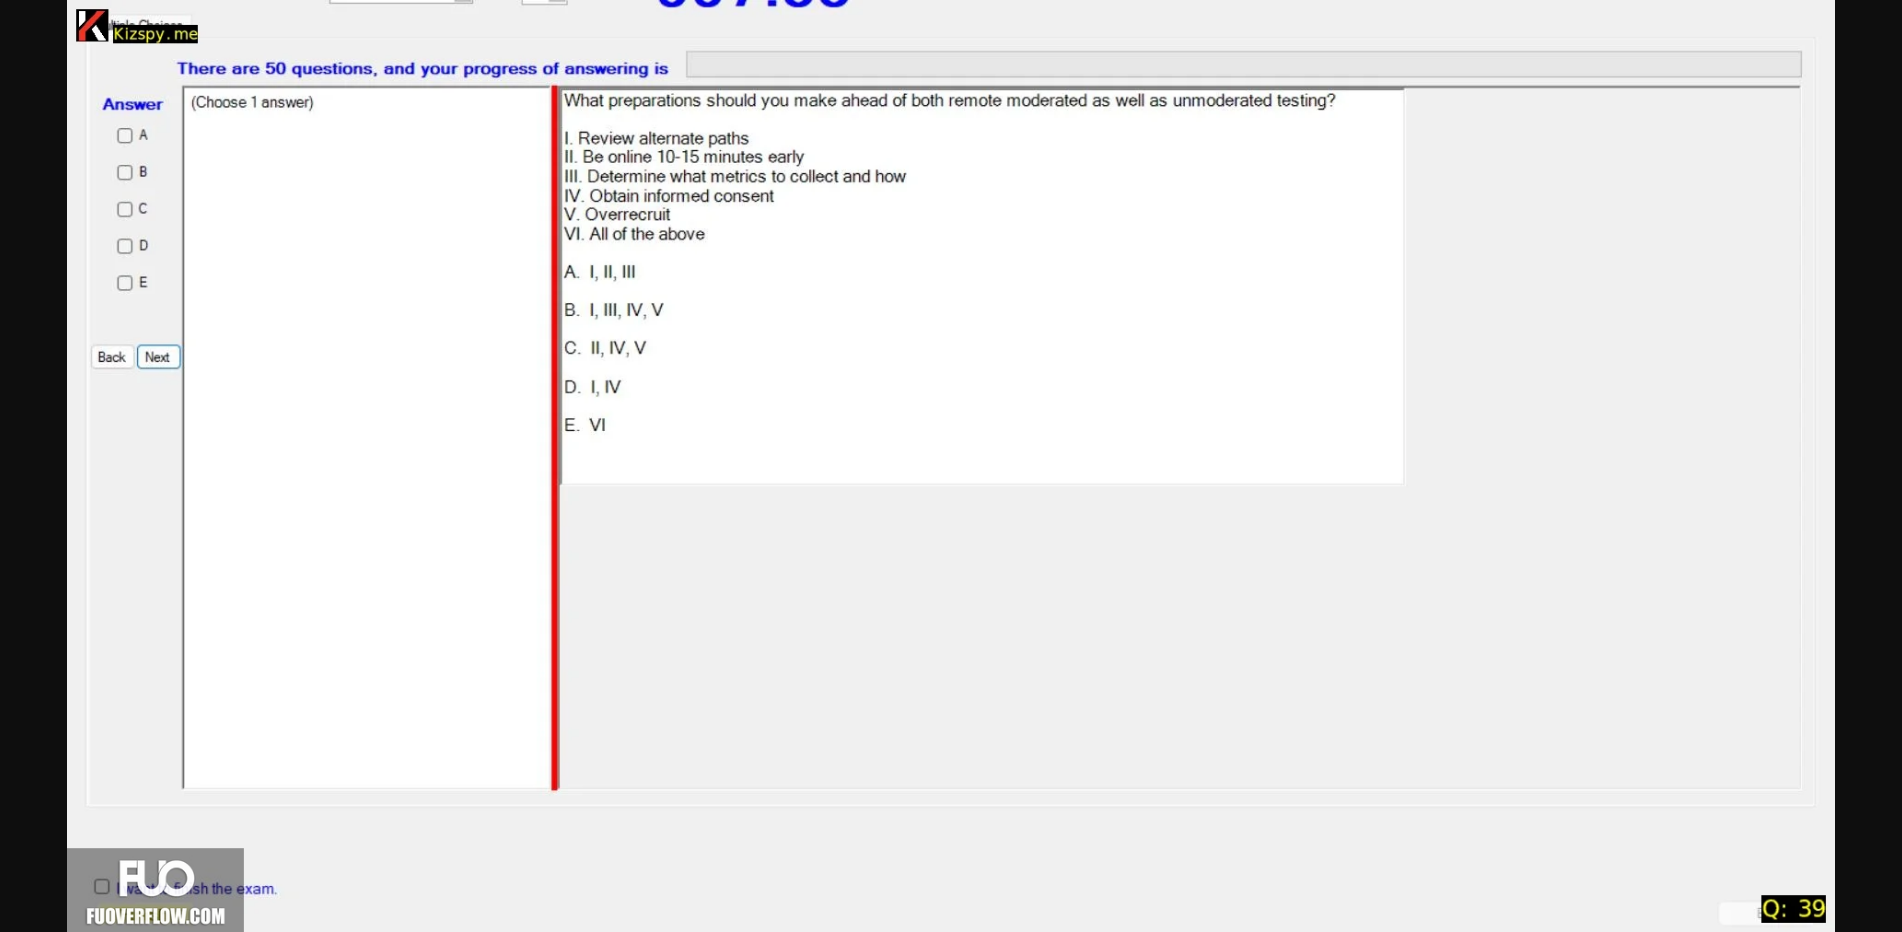 Kizspy.me
There are 50 questions, and your progress of answering is
Answer
(Choose 1 answer)
A
B
C
D
E
Back
Next
What preparations should you make ahead of both remote moderated as well as unmoderated testing?
I. Review alternate paths
II. Be online 10-15 minutes early
III. Determine what metrics to collect and how
IV. Obtain informed consent
V. Overrecruit
VI. All of the above
A. I, II, III
B. I, III, IV, V
C. II, IV, V
D. I, IV
E. VI
FUO
the exam.
FUOVERFLOW.COM
Q: 39